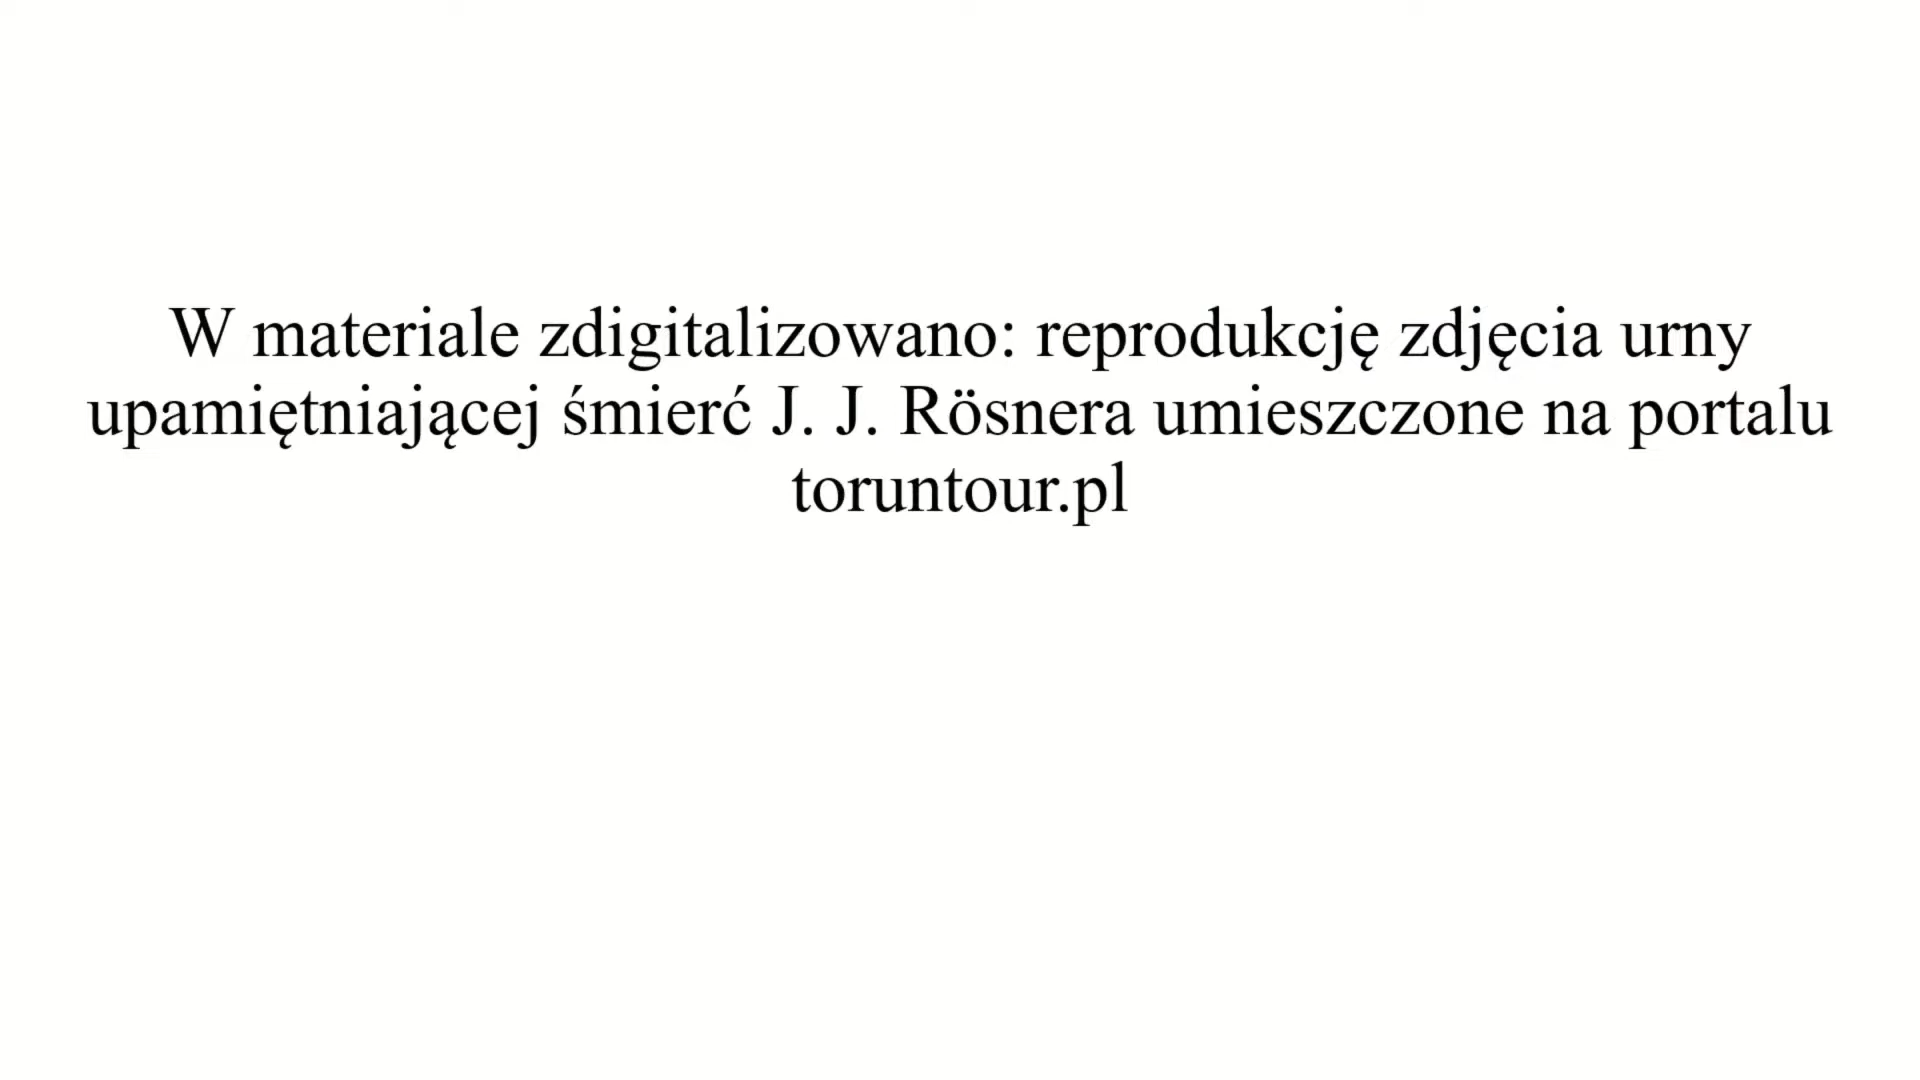 W materiale zdigitalizowano: reprodukcję zdjęcia urny
upamiętniającej śmierć J. J. Rösnera umieszczone na portalu
toruntour.pl